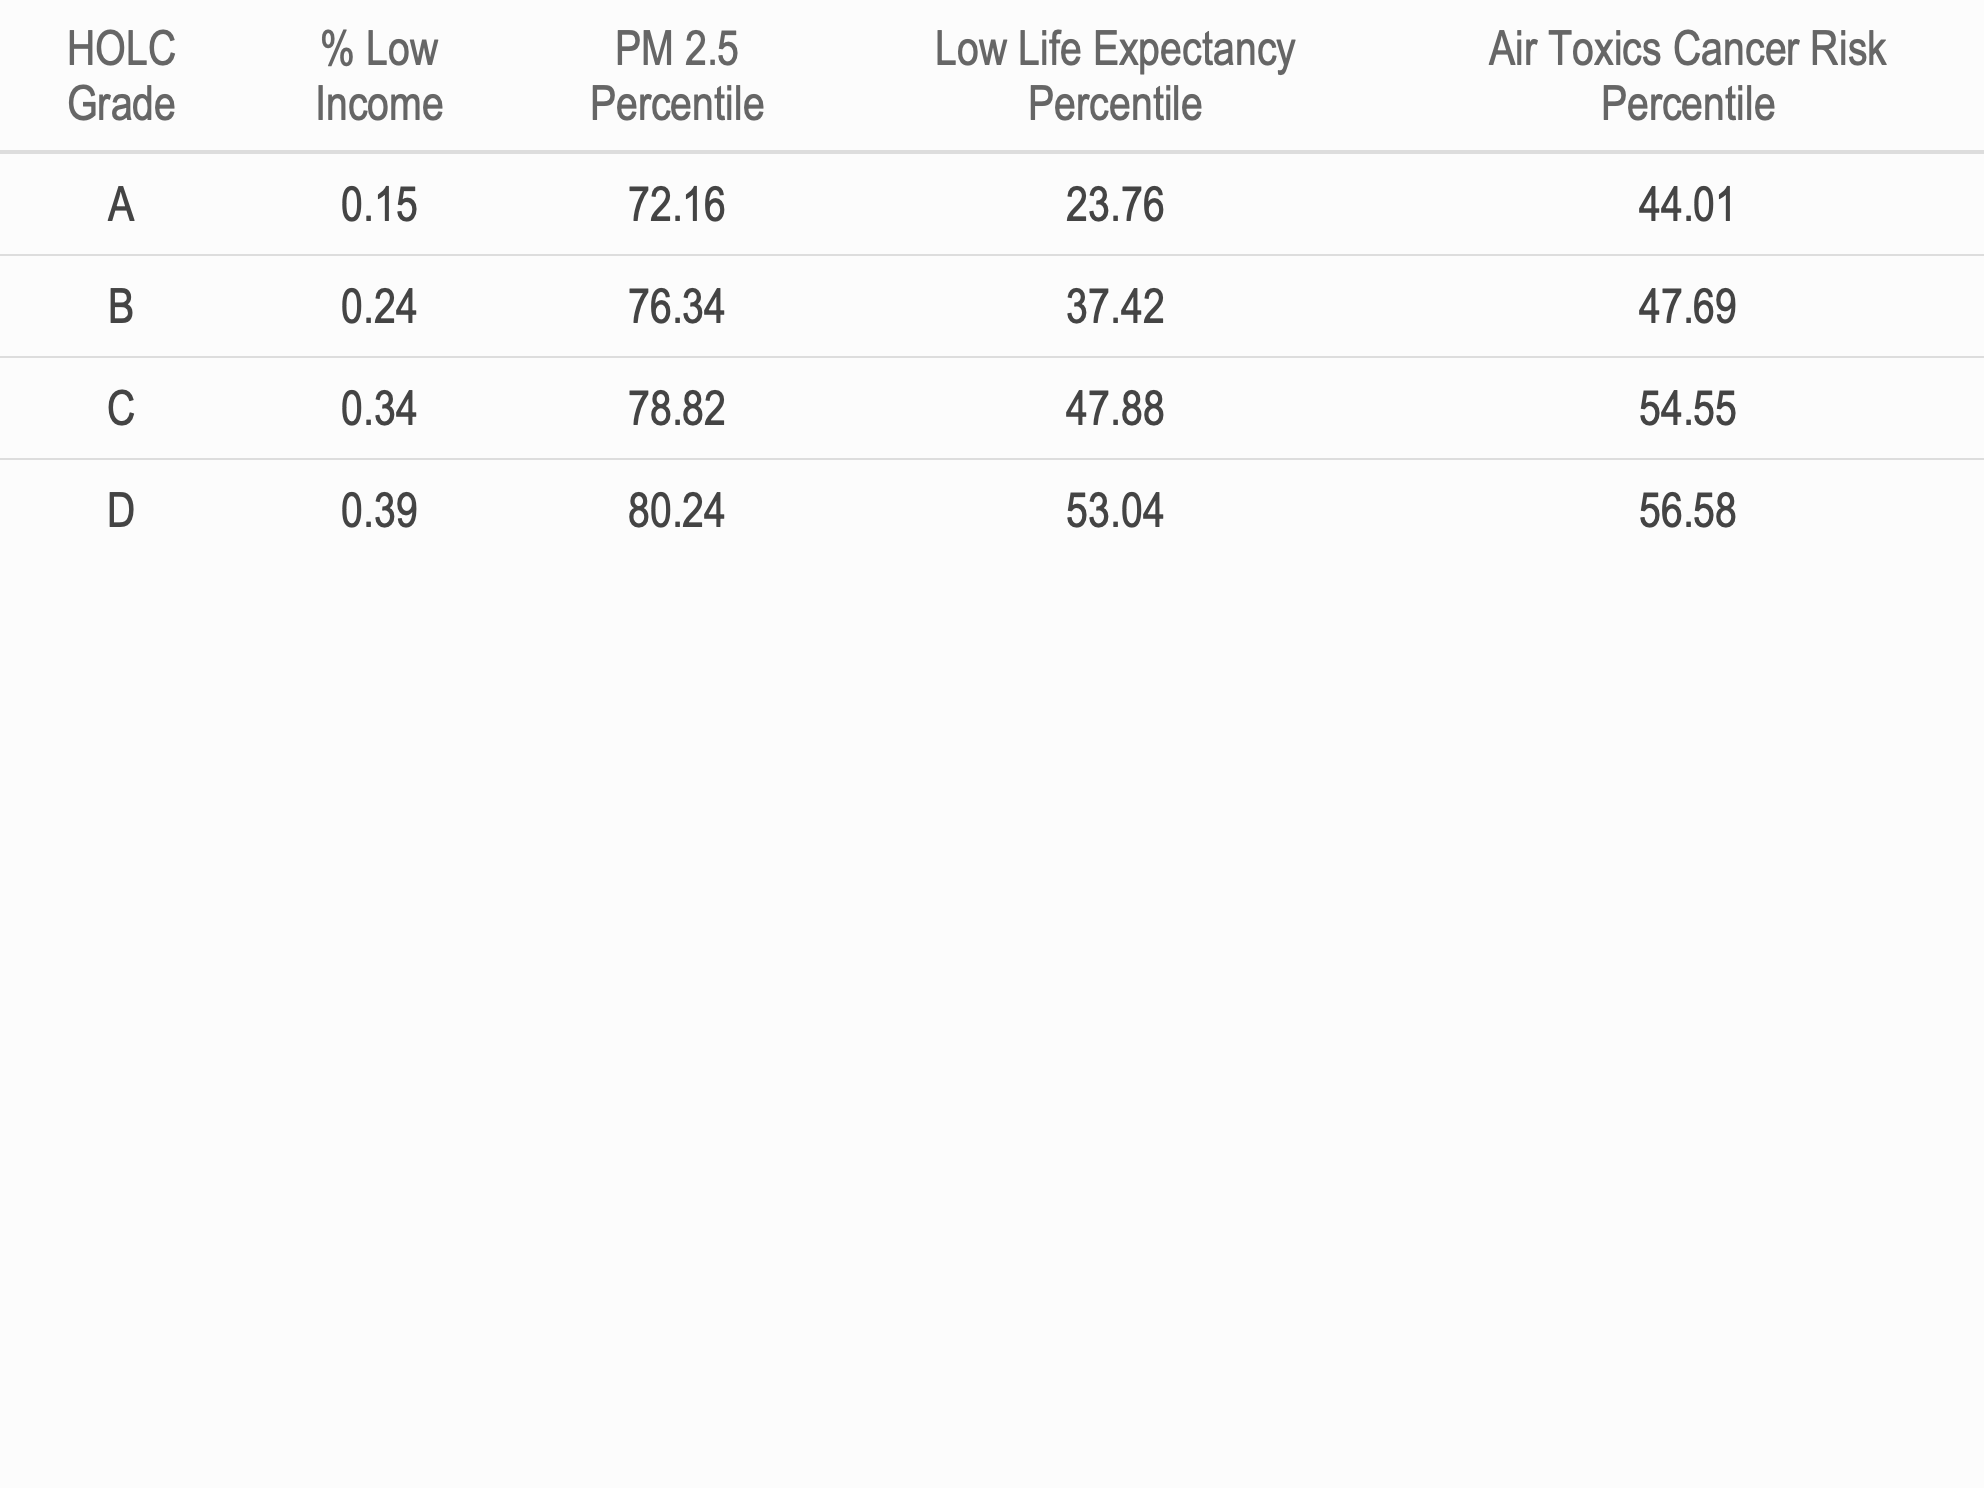 HOLC % Low PM 2.5 Low Life Expectancy Air Toxics Cancer Risk
Grade Income Percentile Percentile Percentile
A 0.15 72.16 23.76 44.01
B 0.24 76.34 37.42 47.69
C 0.34 78.82 47.88 54.55
D 0.39 80.24 53.04 56.58